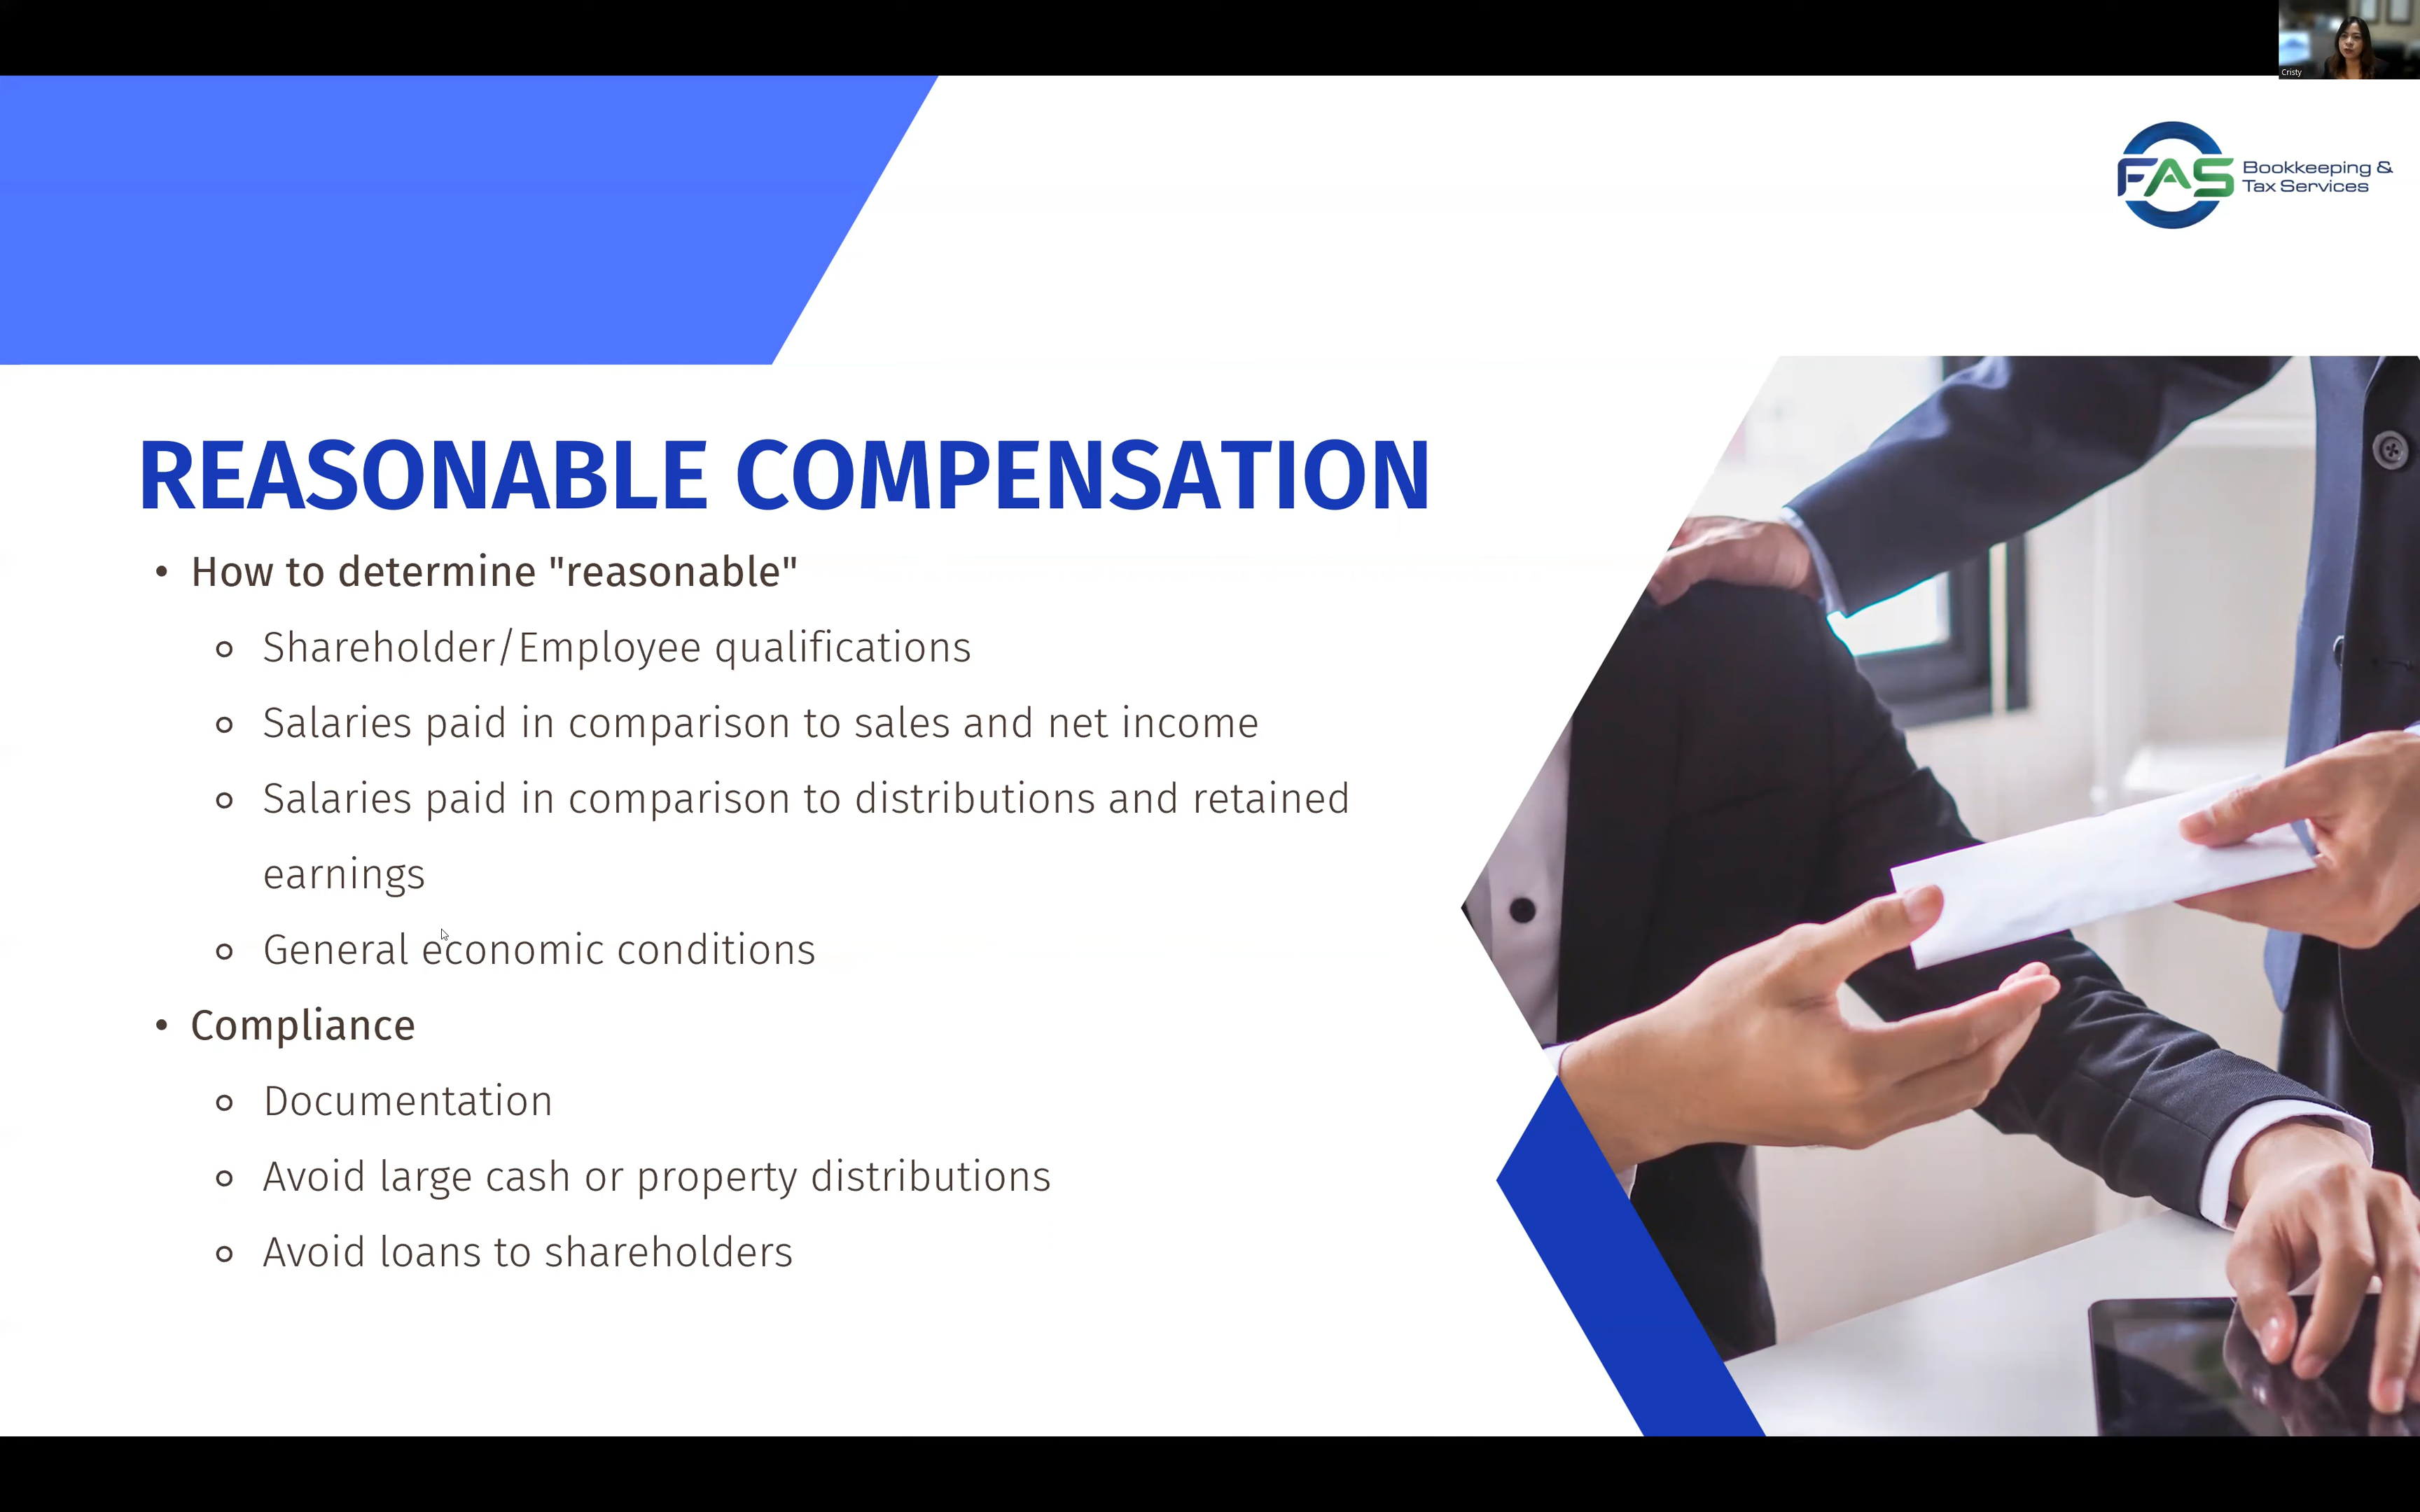 Cristy
FAS Bookkeeping &
Tax Services
REASONABLE COMPENSATION
• How to determine "reasonable"
Shareholder/Employee qualifications
Salaries paid in comparison to sales and net income
Salaries paid in comparison to distributions and retained
earnings
General economic conditions
• Compliance
Documentation
Avoid large cash or property distributions
Avoid loans to shareholders